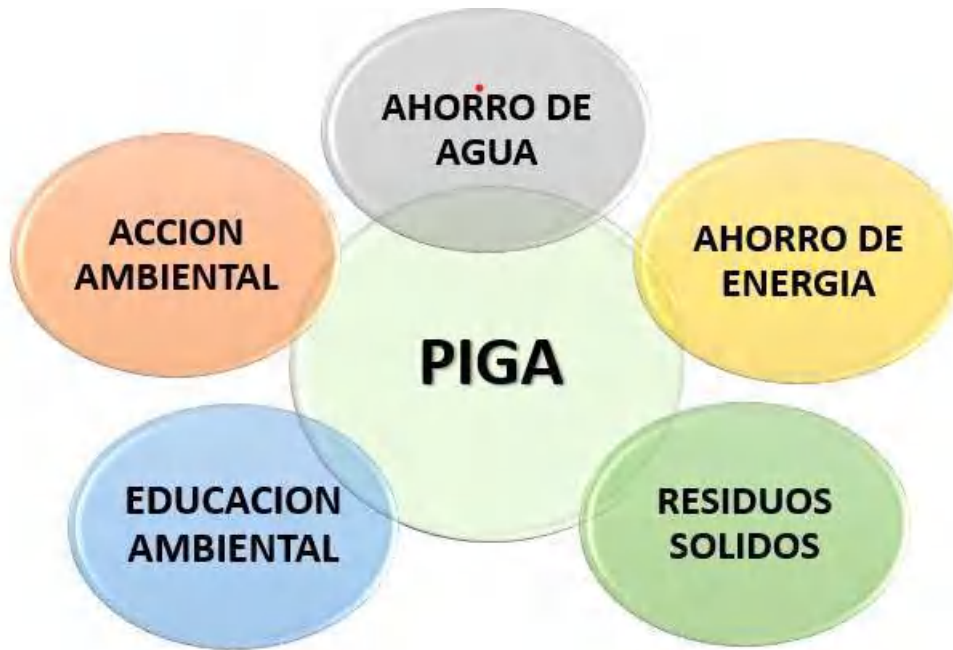 AHORRO DE
AGUA
ACCION
AMBIENTAL
AHORRO DE
ENERGIA
PIGA
EDUCACION
AMBIENTAL
RESIDUOS
SOLIDOS